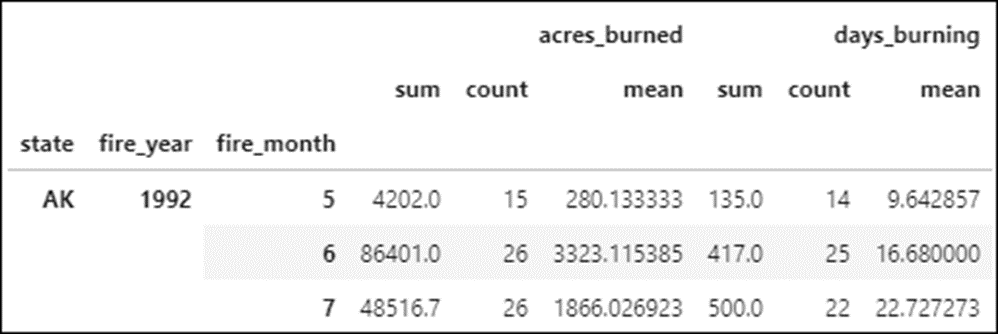 acres_burned days_burning
sum count mean sum count mean
state fire_year fire_month
AK 1992 5 4202.0 15 280.133333 135.0 14 9.642857
6 86401.0 26 3323.115385 417.0 25 16.680000
7 48516.7 26 1866.026923 500.0 22 22.727273